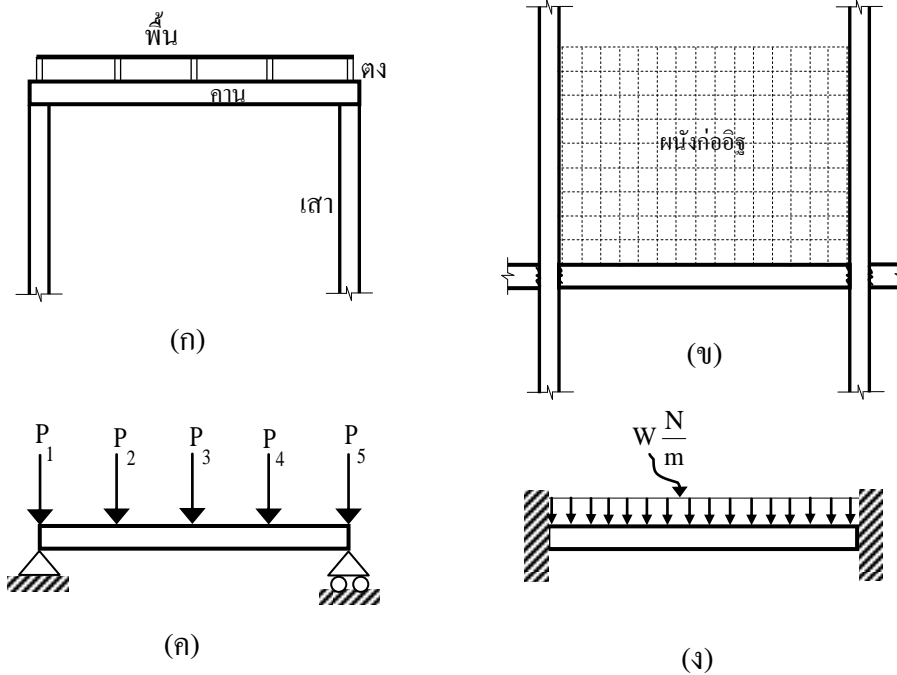 พื้น
ตง
คาน
เสา
(ก)
ผนังก่ออิฐ
(ข)
P1 P2 P3 P4 P5
(ค)
W N/m
(ง)